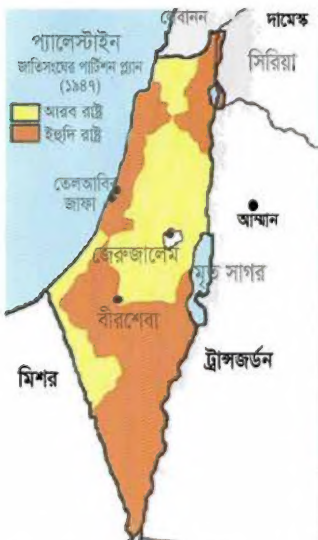 লেবানন
দামেস্ক
প্যালেস্টাইন
জাতিসংঘের পার্টিশন প্ল্যান
(১৯৪৭)
সিরিয়া
আরব রাষ্ট্র
ইহুদি রাষ্ট্র
তেলআবিব
জাফা
আম্মান
জেরুজালেম
মৃত সাগর
বীরশেবা
মিশর
ট্রান্সজর্ডন